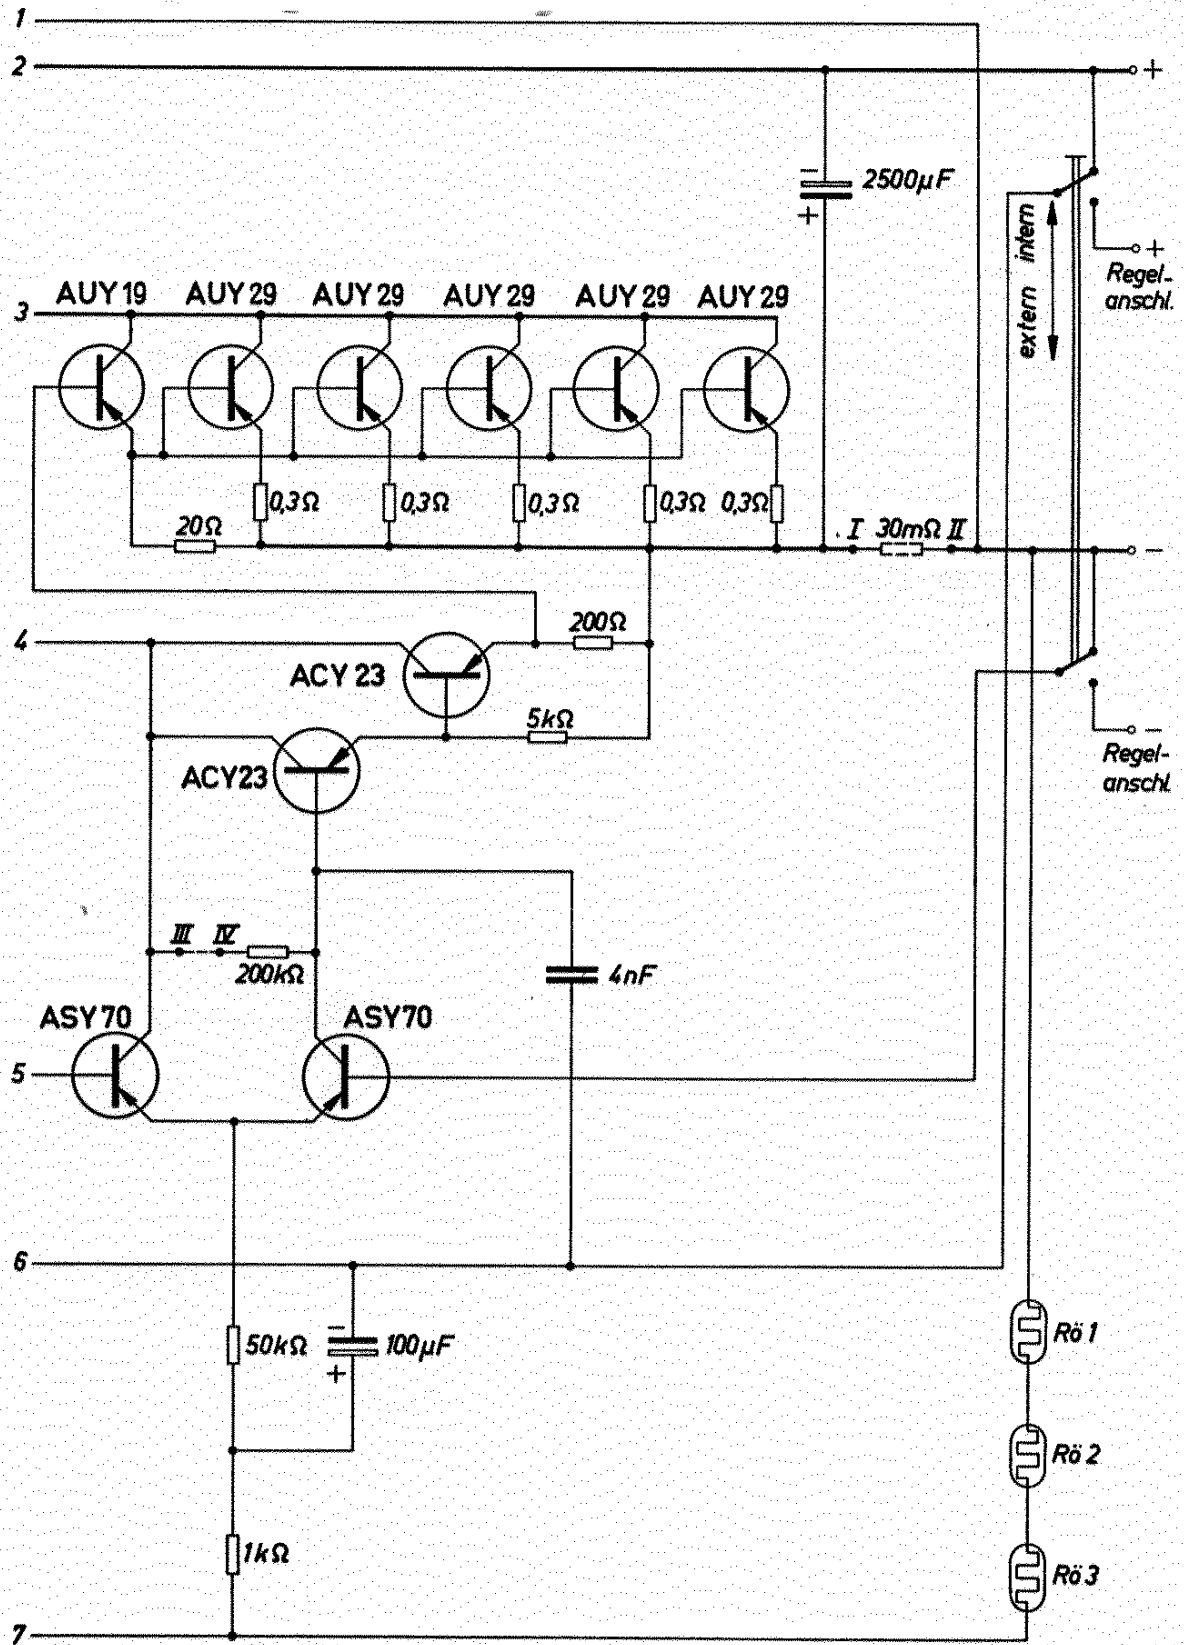 1
2
+
2500µF
−
+
extern intern
+
Regel-
anschl.
AUY 19 AUY 29 AUY 29 AUY 29 AUY 29 AUY 29
3
0,3Ω 0,3Ω 0,3Ω 0,3Ω 0,3Ω
20Ω
I 30mΩ II
−
4
200Ω
ACY 23
5kΩ
−
Regel-
anschl.
ACY23
III IV
200kΩ
4nF
ASY70 ASY70
5
6
50kΩ
−
100µF
+
Rö 1
Rö 2
1kΩ
Rö 3
7